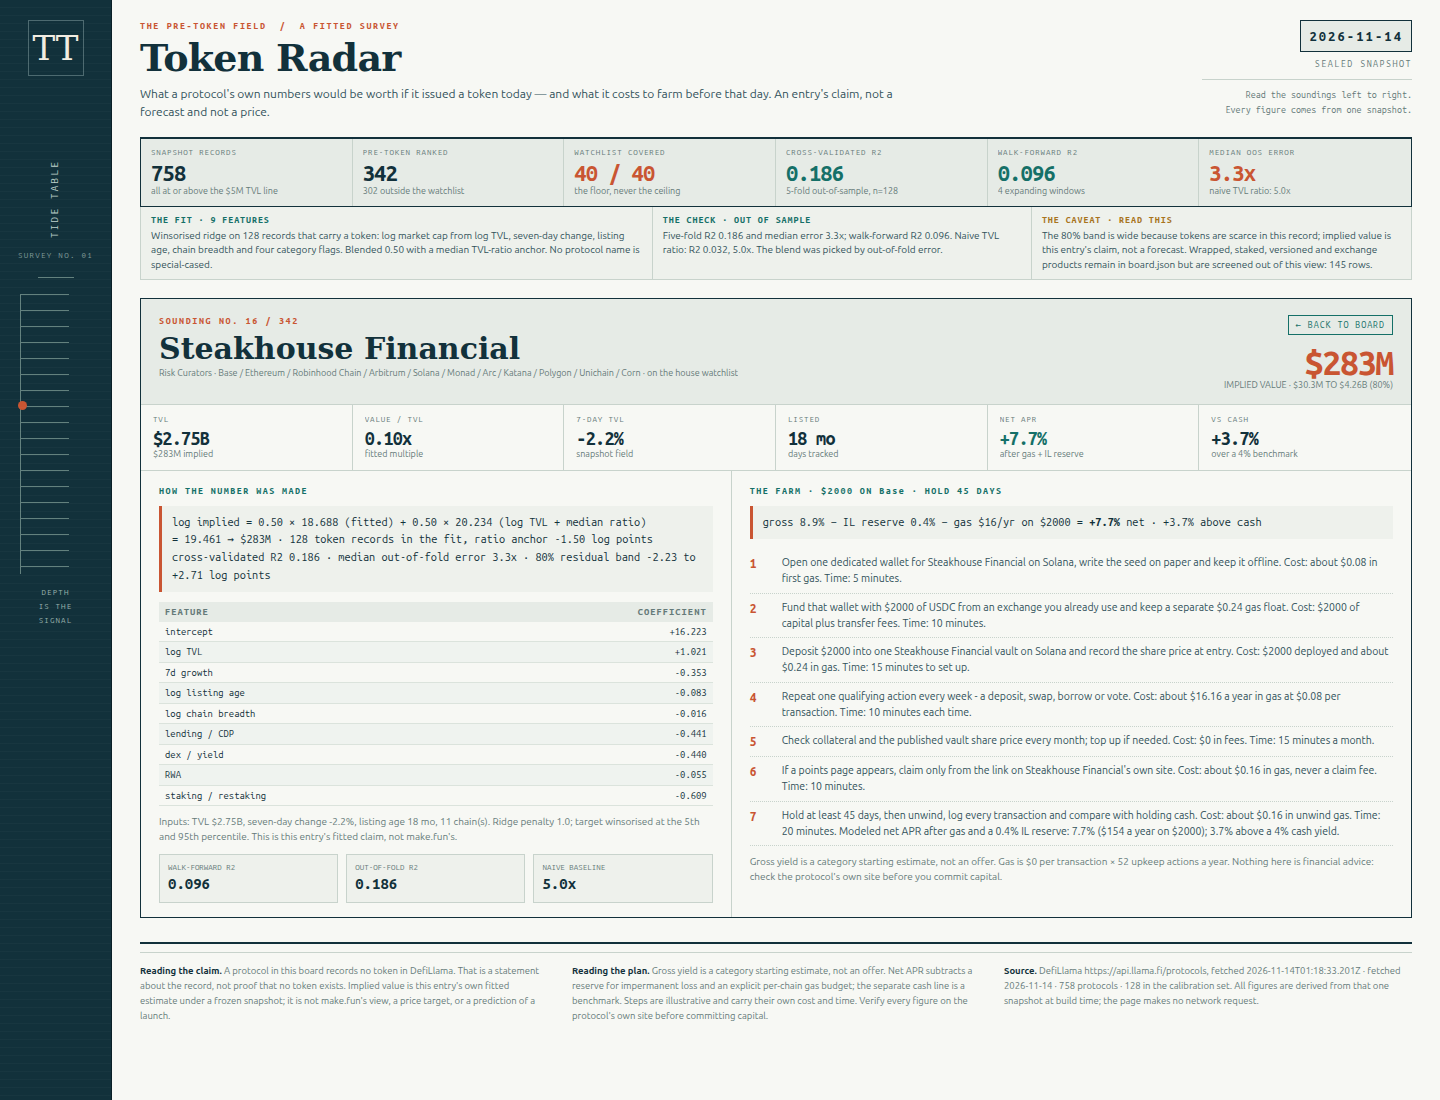 TT
TIDE TABLE
SURVEY NO. 01
DEPTH
IS THE
SIGNAL
THE PRE-TOKEN FIELD / A FITTED SURVEY
Token Radar
What a protocol's own numbers would be worth if it issued a token today — and what it costs to farm before that day. An entry's claim, not a
forecast and not a price.
2026-11-14
SEALED SNAPSHOT
Read the soundings left to right.
Every figure comes from one snapshot.
SNAPSHOT RECORDS
758
all at or above the $5M TVL line
PRE-TOKEN RANKED
342
302 outside the watchlist
WATCHLIST COVERED
40 / 40
the floor, never the ceiling
CROSS-VALIDATED R2
0.186
5-fold out-of-sample, n=128
WALK-FORWARD R2
0.096
4 expanding windows
MEDIAN OOS ERROR
3.3x
naive TVL ratio: 5.0x
THE FIT · 9 FEATURES
Winsorised ridge on 128 records that carry a token: log market cap from log TVL, seven-day change, listing
age, chain breadth and four category flags. Blended 0.50 with a median TVL-ratio anchor. No protocol name is
special-cased.
THE CHECK · OUT OF SAMPLE
Five-fold R2 0.186 and median error 3.3x; walk-forward R2 0.096. Naive TVL
ratio: R2 0.032, 5.0x. The blend was picked by out-of-fold error.
THE CAVEAT · READ THIS
The 80% band is wide because tokens are scarce in this record; implied value is
this entry's claim, not a forecast. Wrapped, staked, versioned and exchange
products remain in board.json but are screened out of this view: 145 rows.
SOUNDING NO. 16 / 342
Steakhouse Financial
Risk Curators · Base / Ethereum / Robinhood Chain / Arbitrum / Solana / Monad / Arc / Katana / Polygon / Unichain / Corn · on the house watchlist
← BACK TO BOARD
$283M
IMPLIED VALUE · $30.3M TO $4.26B (80%)
TVL
$2.75B
$283M implied
VALUE / TVL
0.10x
fitted multiple
7-DAY TVL
-2.2%
snapshot field
LISTED
18 mo
days tracked
NET APR
+7.7%
after gas + IL reserve
VS CASH
+3.7%
over a 4% benchmark
HOW THE NUMBER WAS MADE
log implied = 0.50 × 18.688 (fitted) + 0.50 × 20.234 (log TVL + median ratio)
= 19.461 → $283M · 128 token records in the fit, ratio anchor -1.50 log points
cross-validated R2 0.186 · median out-of-fold error 3.3x · 80% residual band -2.23 to
+2.71 log points
FEATURE COEFFICIENT
intercept +16.223
log TVL +1.021
7d growth -0.353
log listing age -0.083
log chain breadth -0.016
lending / CDP -0.441
dex / yield -0.440
RWA -0.055
staking / restaking -0.609
Inputs: TVL $2.75B, seven-day change -2.2%, listing age 18 mo, 11 chain(s). Ridge penalty 1.0; target winsorised at the 5th
and 95th percentile. This is this entry's fitted claim, not make.fun's.
WALK-FORWARD R2
0.096
OUT-OF-FOLD R2
0.186
NAIVE BASELINE
5.0x
THE FARM · $2000 ON Base · HOLD 45 DAYS
gross 8.9% − IL reserve 0.4% − gas $16/yr on $2000 = +7.7% net · +3.7% above cash
1 Open one dedicated wallet for Steakhouse Financial on Solana, write the seed on paper and keep it offline. Cost: about $0.08 in
first gas. Time: 5 minutes.
2 Fund that wallet with $2000 of USDC from an exchange you already use and keep a separate $0.24 gas float. Cost: $2000 of
capital plus transfer fees. Time: 10 minutes.
3 Deposit $2000 into one Steakhouse Financial vault on Solana and record the share price at entry. Cost: $2000 deployed and about
$0.24 in gas. Time: 15 minutes to set up.
4 Repeat one qualifying action every week - a deposit, swap, borrow or vote. Cost: about $16.16 a year in gas at $0.08 per
transaction. Time: 10 minutes each time.
5 Check collateral and the published vault share price every month; top up if needed. Cost: $0 in fees. Time: 15 minutes a month.
6 If a points page appears, claim only from the link on Steakhouse Financial's own site. Cost: about $0.16 in gas, never a claim fee.
Time: 10 minutes.
7 Hold at least 45 days, then unwind, log every transaction and compare with holding cash. Cost: about $0.16 in unwind gas. Time:
20 minutes. Modeled net APR after gas and a 0.4% IL reserve: 7.7% ($154 a year on $2000); 3.7% above a 4% cash yield.
Gross yield is a category starting estimate, not an offer. Gas is $0 per transaction × 52 upkeep actions a year. Nothing here is financial advice:
check the protocol's own site before you commit capital.
Reading the claim. A protocol in this board records no token in DefiLlama. That is a statement
about the record, not proof that no token exists. Implied value is this entry's own fitted
estimate under a frozen snapshot; it is not make.fun's view, a price target, or a prediction of a
launch.
Reading the plan. Gross yield is a category starting estimate, not an offer. Net APR subtracts a
reserve for impermanent loss and an explicit per-chain gas budget; the separate cash line is a
benchmark. Steps are illustrative and carry their own cost and time. Verify every figure on the
protocol's own site before committing capital.
Source. DefiLlama https://api.llama.fi/protocols, fetched 2026-11-14T01:18:33.201Z · fetched
2026-11-14 · 758 protocols · 128 in the calibration set. All figures are derived from that one
snapshot at build time; the page makes no network request.